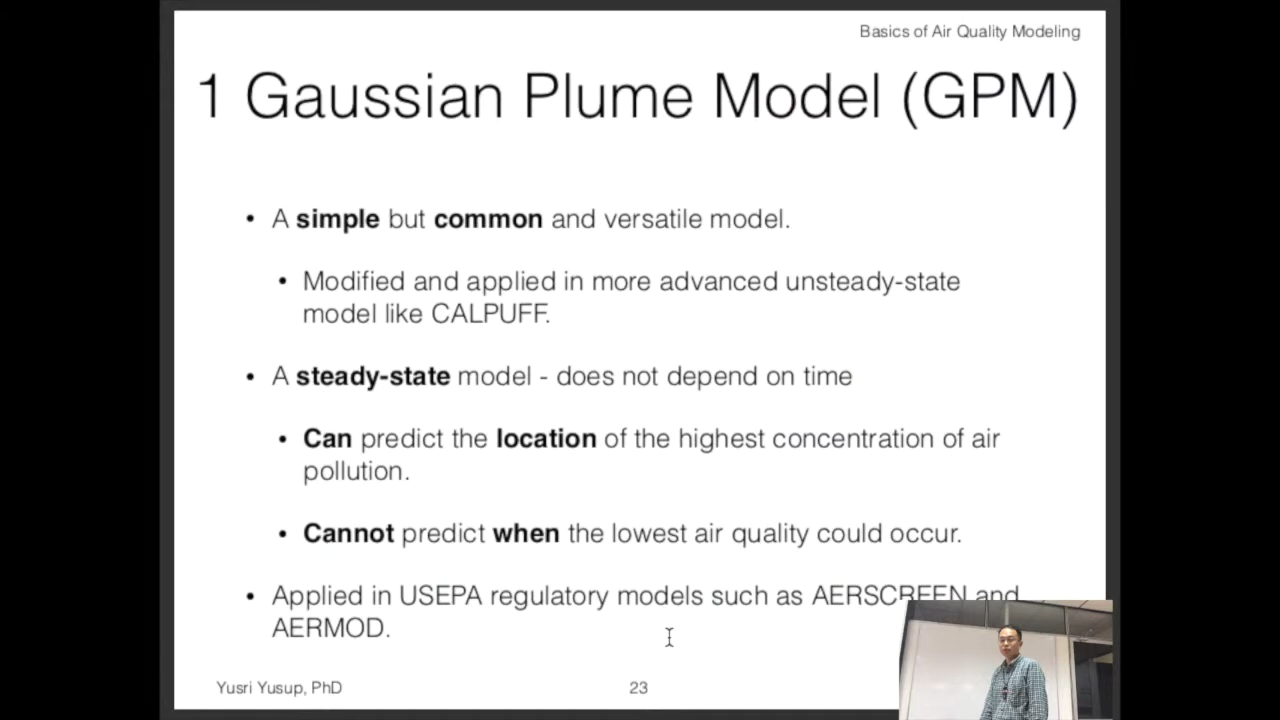 Basics of Air Quality Modeling
1 Gaussian Plume Model (GPM)
• A simple but common and versatile model.
• Modified and applied in more advanced unsteady-state
model like CALPUFF.
• A steady-state model - does not depend on time
• Can predict the location of the highest concentration of air
pollution.
• Cannot predict when the lowest air quality could occur.
• Applied in USEPA regulatory models such as AERSCREEN and
AERMOD.
Yusri Yusup, PhD
23